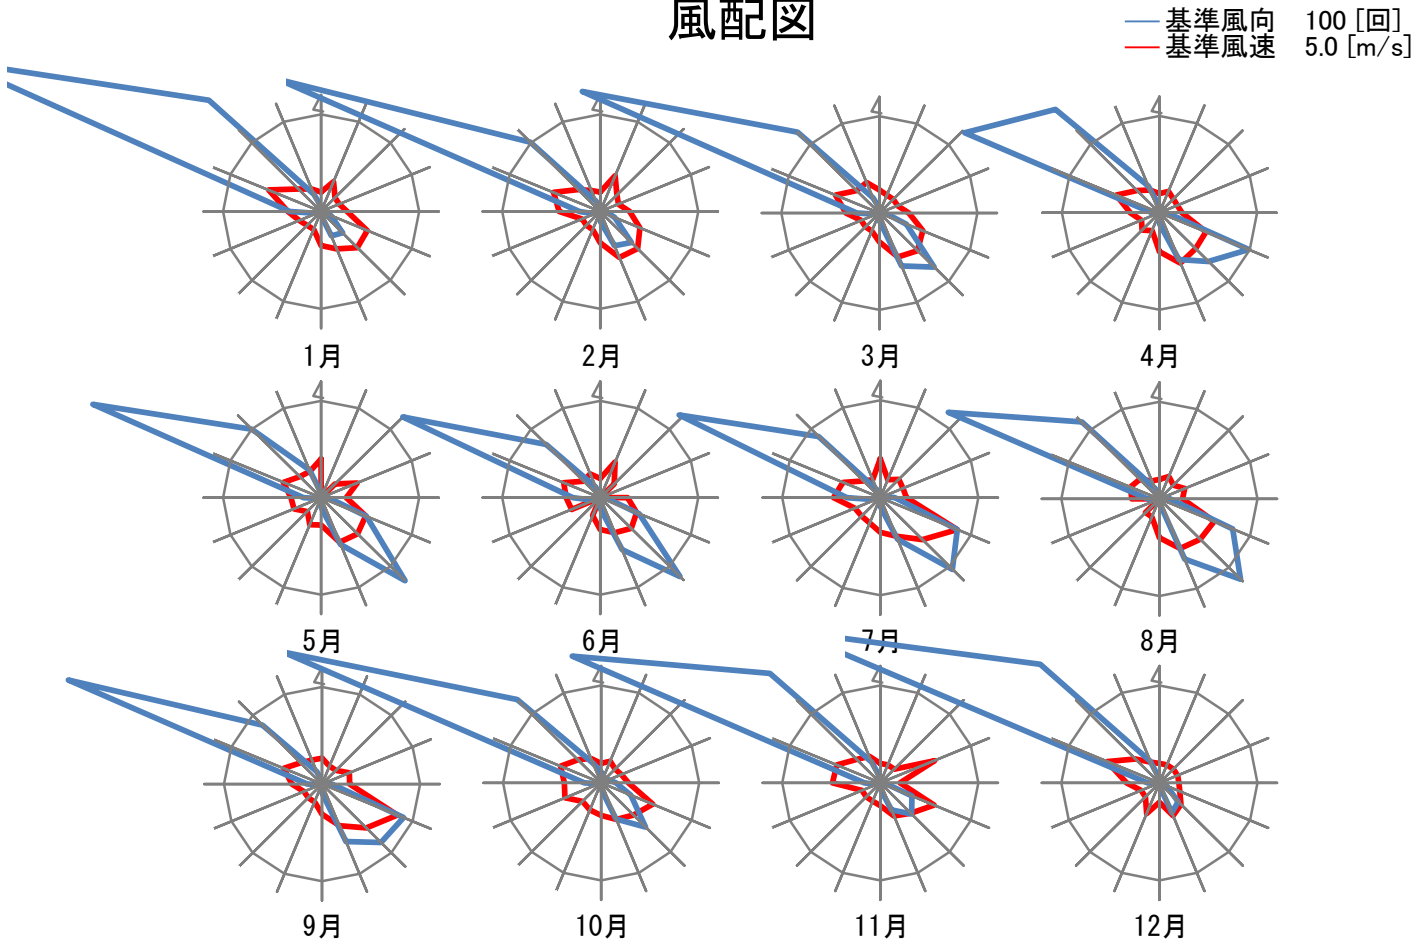 風配図
基準風向 100 [回]
基準風速 5.0 [m/s]
1月
2月
3月
4月
5月
6月
7月
8月
9月
10月
11月
12月